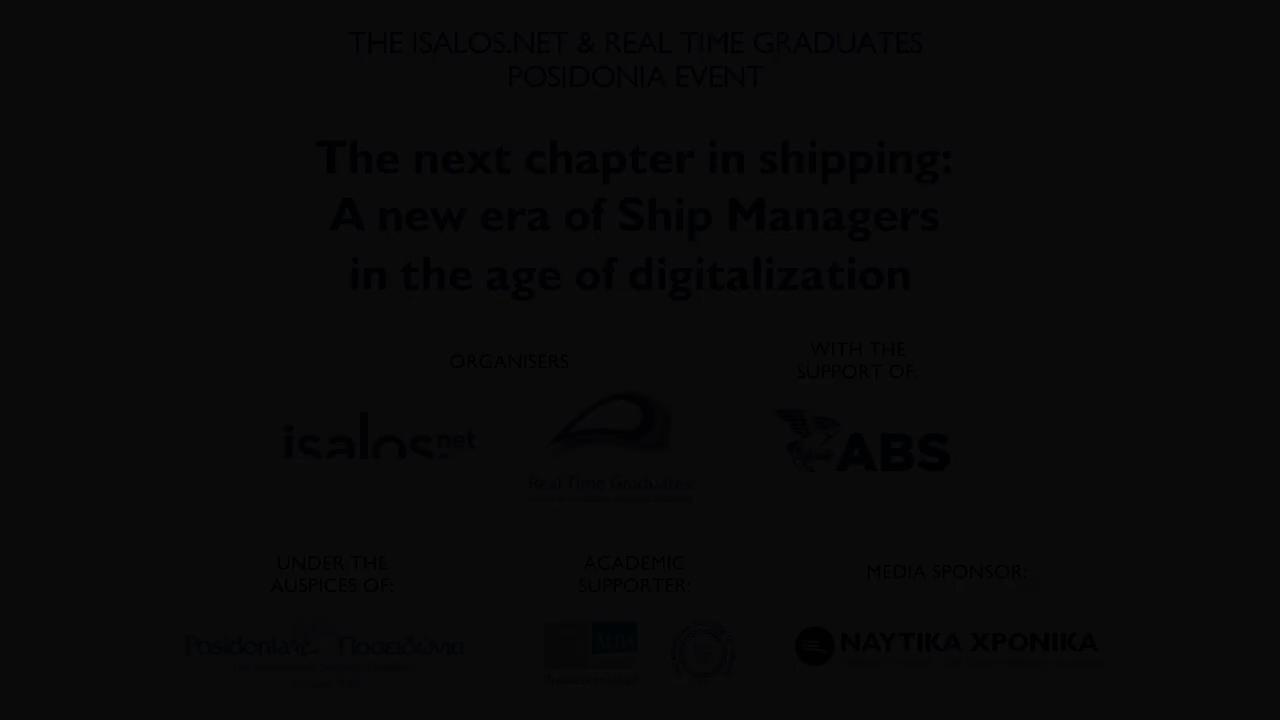 THE ISALOS.NET & REAL TIME GRADUATES
POSIDONIA EVENT
The next chapter in shipping:
A new era of Ship Managers
in the age of digitalization
ORGANISERS
WITH THE
SUPPORT OF:
isalos.net
Real Time Graduates
ABS
UNDER THE
AUSPICES OF:
ACADEMIC
SUPPORTER:
MEDIA SPONSOR:
Posidonia Ποσειδώνια
Alba
ΝΑΥΤΙΚΑ ΧΡΟΝΙΚΑ